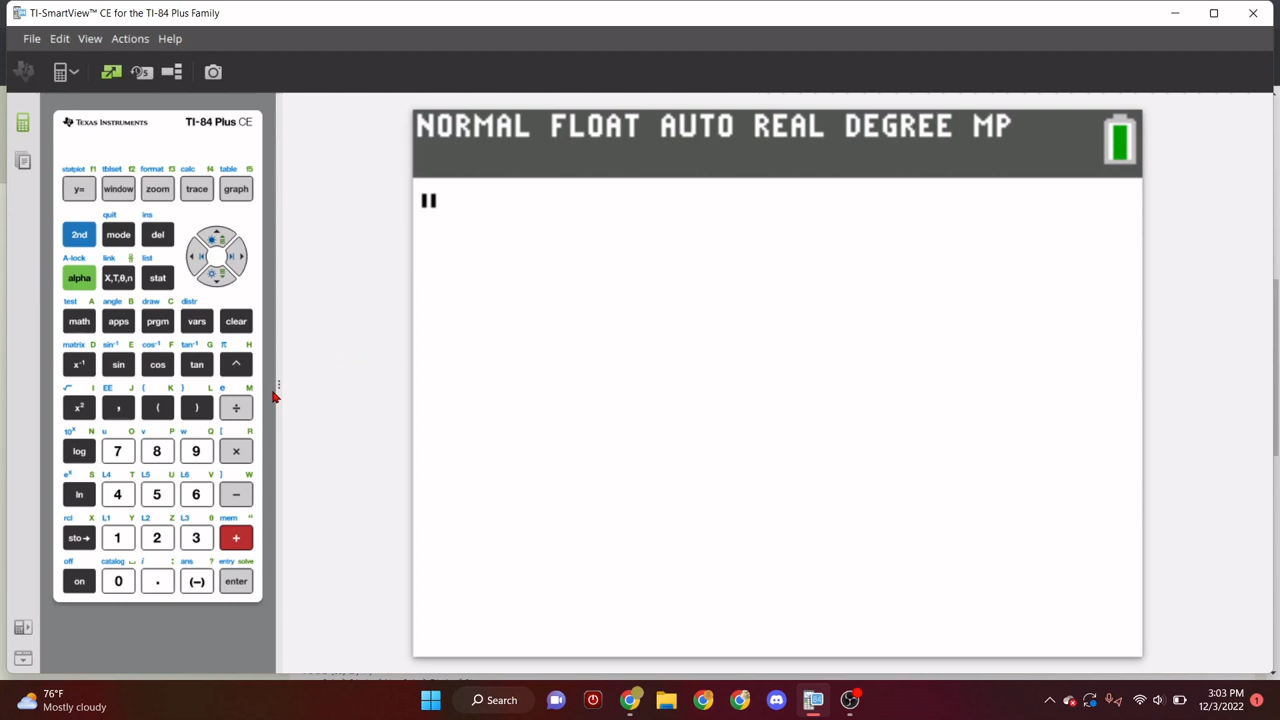 TI-SmartView™ CE for the TI-84 Plus Family
File Edit View Actions Help
TEXAS INSTRUMENTS TI-84 Plus CE
statplot f1 tblset f2 format f3 calc f4 table f5
y= window zoom trace graph
quit ins
2nd mode del
A-lock link list
alpha X,T,θ,n stat
test A angle B draw C distr
math apps prgm vars clear
matrix D sin⁻¹ E cos⁻¹ F tan⁻¹ G π H
x⁻¹ sin cos tan ^
√ I EE J { K } L e M
x² , ( ) ÷
10ˣ N u O v P w Q [ R
log 7 8 9 ×
eˣ S L4 T L5 U L6 V ] W
ln 4 5 6 −
rcl X L1 Y L2 Z L3 θ mem "
sto→ 1 2 3 +
off catalog ⎵ i : ans ? entry solve
on 0 . (−) enter
NORMAL FLOAT AUTO REAL DEGREE MP
"
76°F
Mostly cloudy
Search
3:03 PM
12/3/2022
1